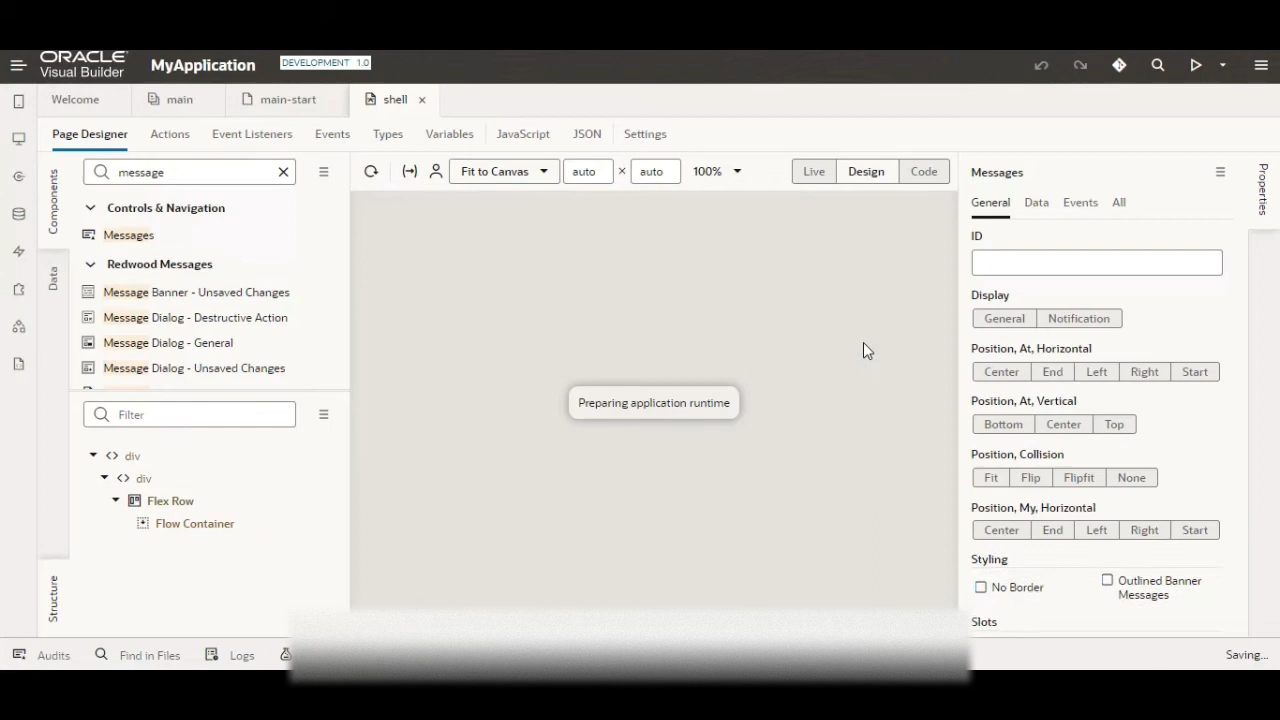 ORACLE
Visual Builder
MyApplication
DEVELOPMENT 1.0
Welcome
main
main-start
shell
Page Designer
Actions
Event Listeners
Events
Types
Variables
JavaScript
JSON
Settings
Components
message
Controls & Navigation
Messages
Redwood Messages
Message Banner - Unsaved Changes
Message Dialog - Destructive Action
Message Dialog - General
Message Dialog - Unsaved Changes
Data
Filter
div
div
Flex Row
Flow Container
Structure
Fit to Canvas
auto
×
auto
100%
Live
Design
Code
Preparing application runtime
Messages
General
Data
Events
All
ID
Display
General
Notification
Position, At, Horizontal
Center
End
Left
Right
Start
Position, At, Vertical
Bottom
Center
Top
Position, Collision
Fit
Flip
Flipfit
None
Position, My, Horizontal
Center
End
Left
Right
Start
Styling
No Border
Outlined Banner
Messages
Slots
Properties
Audits
Find in Files
Logs
Saving...